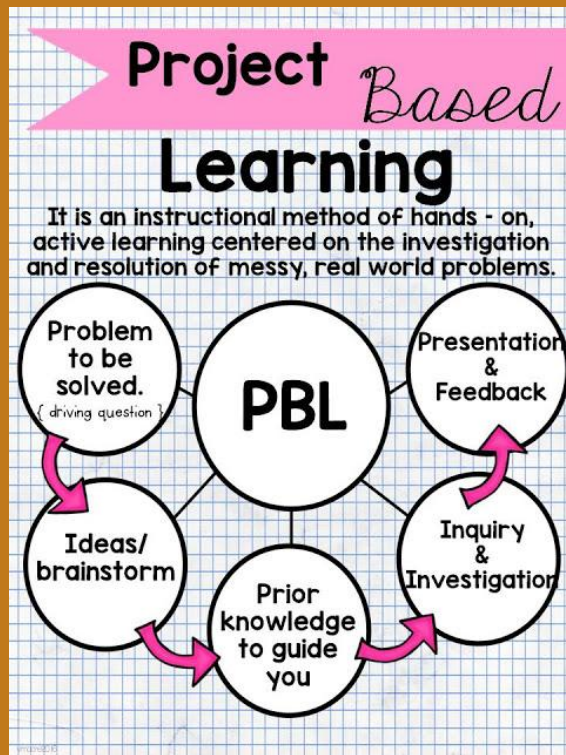 Project Based
Learning
It is an instructional method of hands - on,
active learning centered on the investigation
and resolution of messy, real world problems.
Problem
to be
solved.
{ driving question }
Ideas/
brainstorm
Prior
knowledge
to guide
you
Inquiry
&
Investigation
Presentation
&
Feedback
PBL